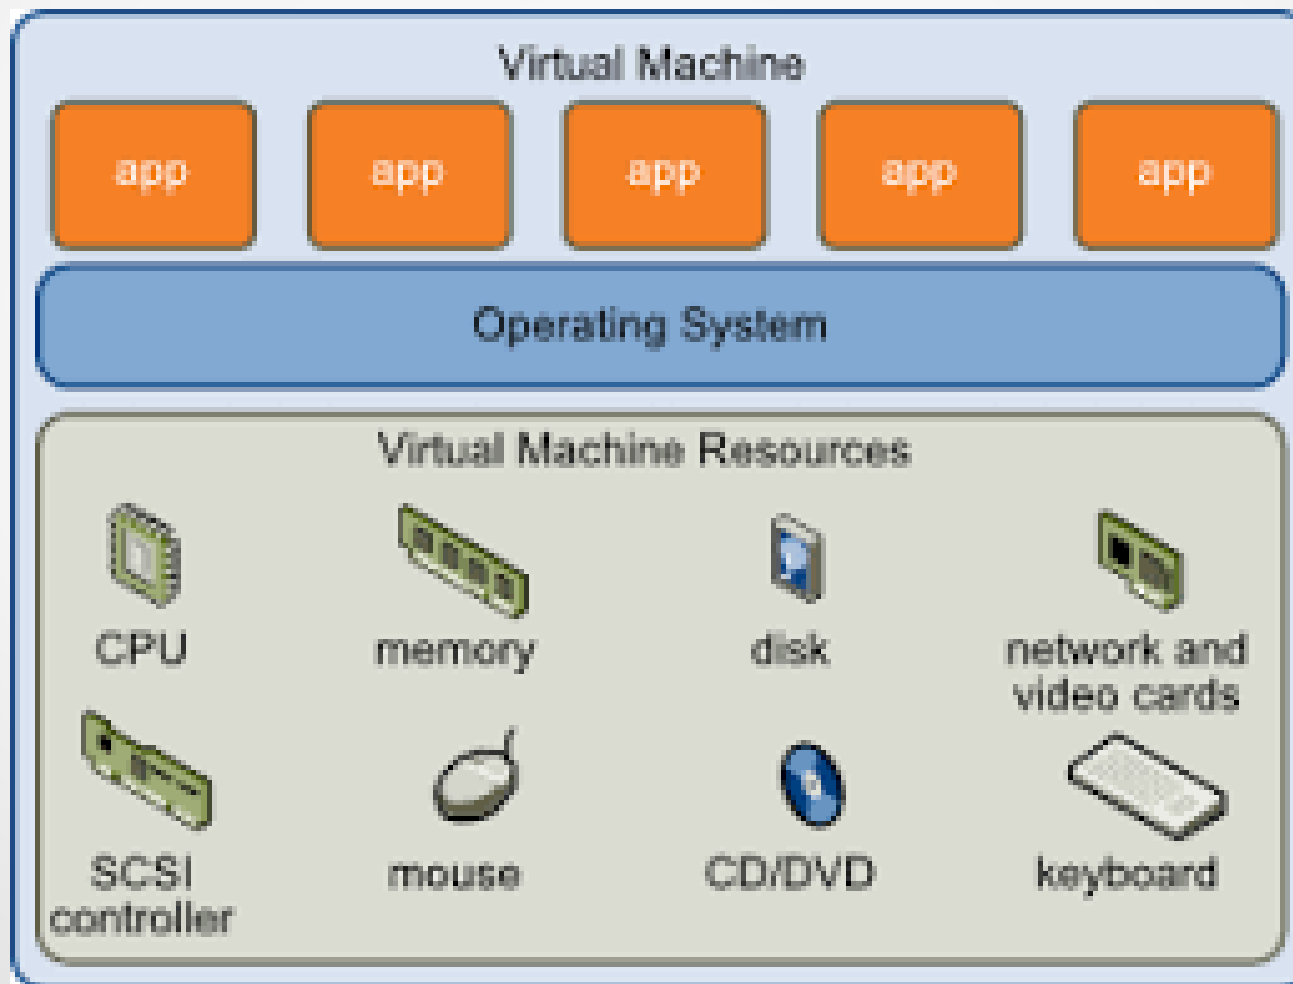 Virtual Machine
app app app app app
Operating System
Virtual Machine Resources
CPU memory disk network and
video cards
SCSI mouse CD/DVD keyboard
controller